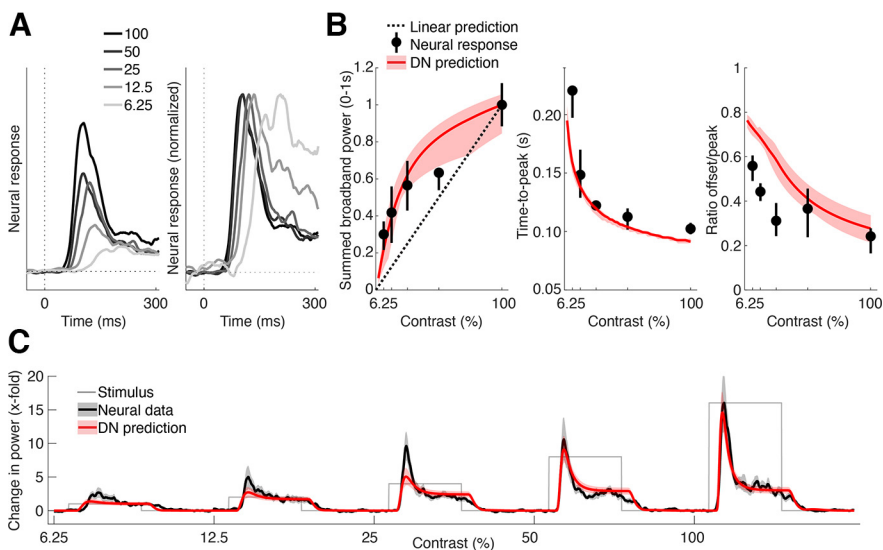 A
100
50
25
12.5
6.25
Neural response
0
300
Time (ms)
Neural response (normalized)
0
300
Time (ms)
B
Linear prediction
Neural response
DN prediction
Summed broadband power (0-1s)
1.2
1
0.8
0.6
0.4
0.2
0
6.25
100
Contrast (%)
Time-to-peak (s)
0.20
0.15
0.10
0.05
6.25
100
Contrast (%)
Ratio offset/peak
1
0.8
0.6
0.4
0.2
0
6.25
100
Contrast (%)
C
Stimulus
Neural data
DN prediction
Change in power (x-fold)
20
15
10
5
0
6.25
12.5
25
50
100
Contrast (%)